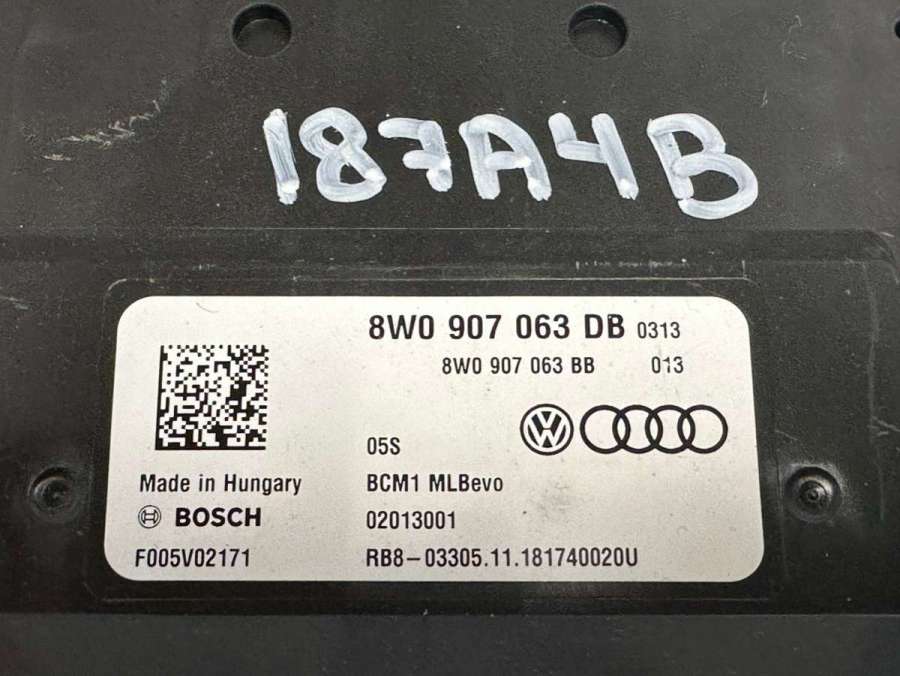 187A4B
8W0 907 063 DB 0313
8W0 907 063 BB 013
05S
Made in Hungary
BCM1 MLBevo
BOSCH
02013001
F005V02171
RB8-03305.11.181740020U